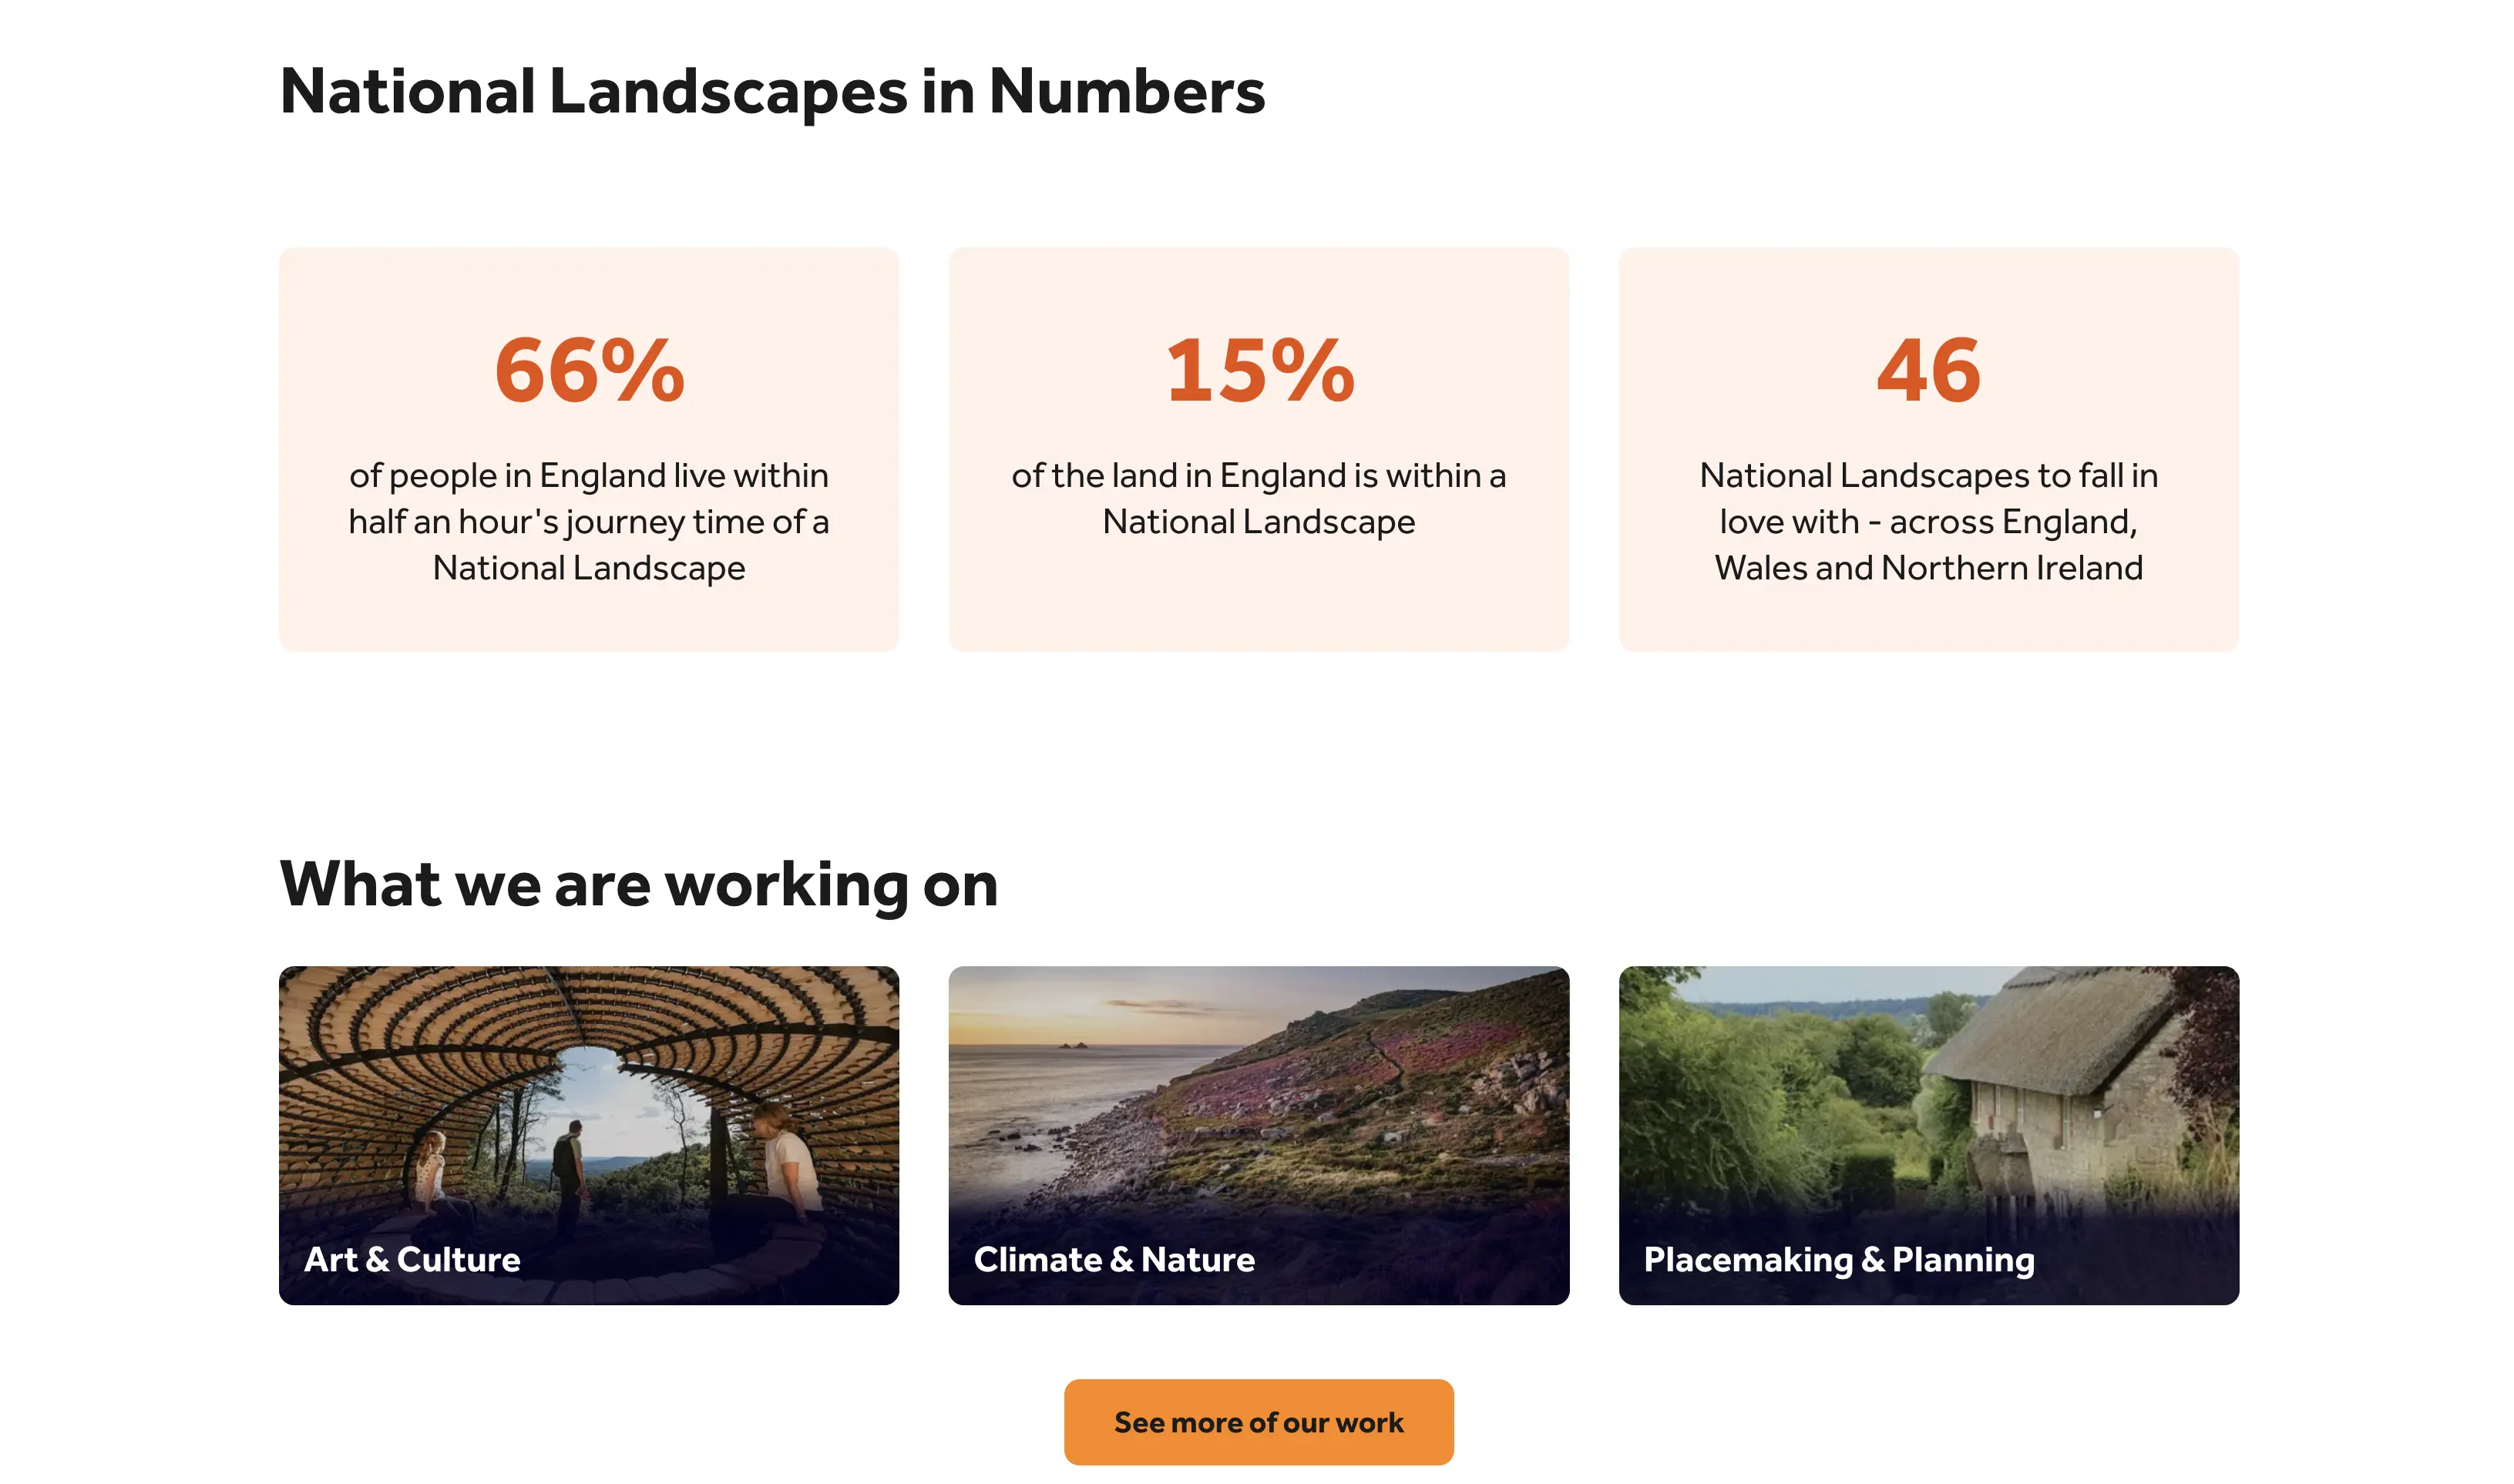 National Landscapes in Numbers
66%
of people in England live within
half an hour's journey time of a
National Landscape
15%
of the land in England is within a
National Landscape
46
National Landscapes to fall in
love with - across England,
Wales and Northern Ireland
What we are working on
Art & Culture
Climate & Nature
Placemaking & Planning
See more of our work